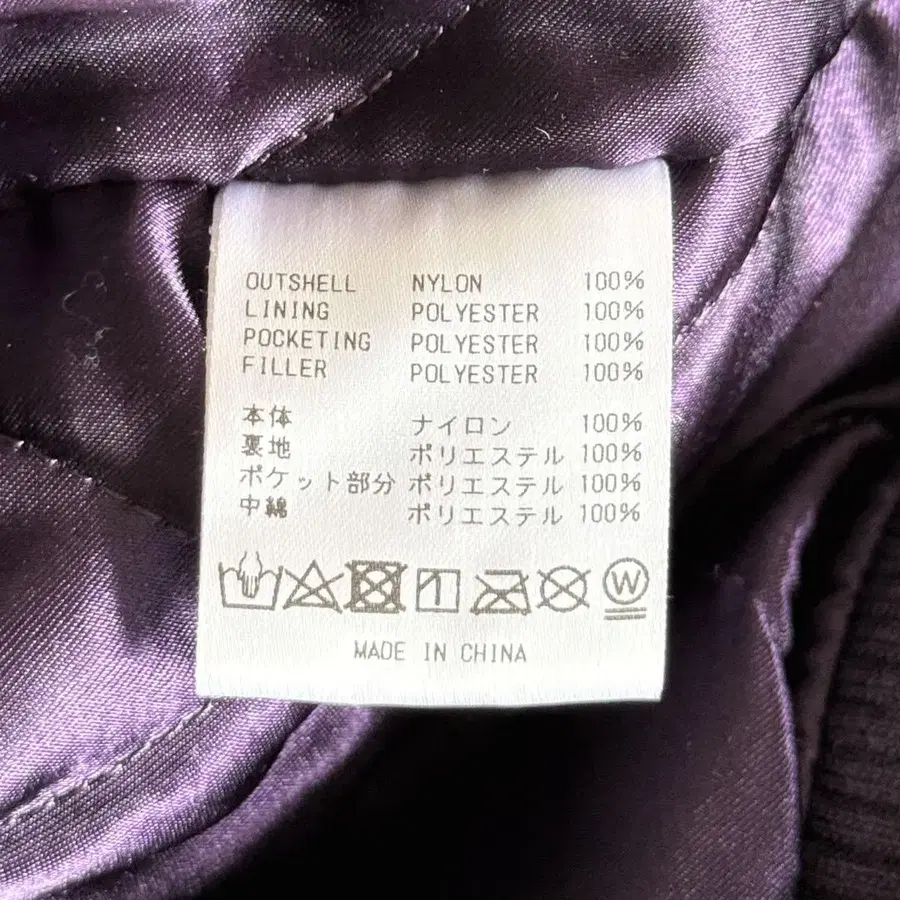 OUTSHELL NYLON 100%
LINING POLYESTER 100%
POCKETING POLYESTER 100%
FILLER POLYESTER 100%
本体 ナイロン 100%
裏地 ポリエステル 100%
ポケット部分 ポリエステル 100%
中綿 ポリエステル 100%
W
MADE IN CHINA